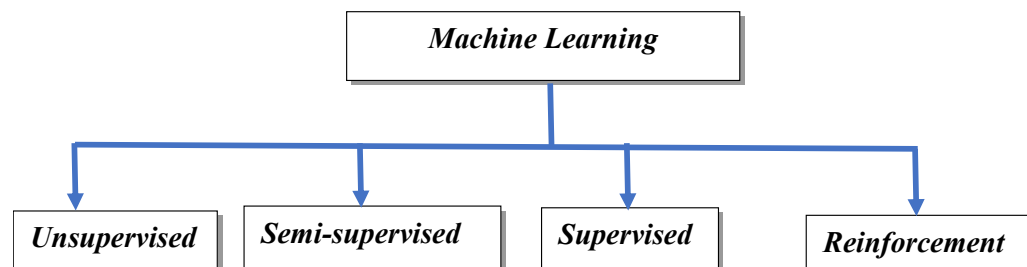 Machine Learning
Unsupervised
Semi-supervised
Supervised
Reinforcement